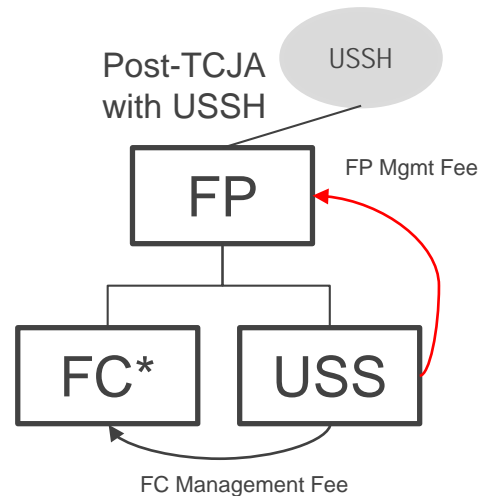 USSH
Post-TCJA
with USSH
FP Mgmt Fee
FP
FC*
USS
FC Management Fee